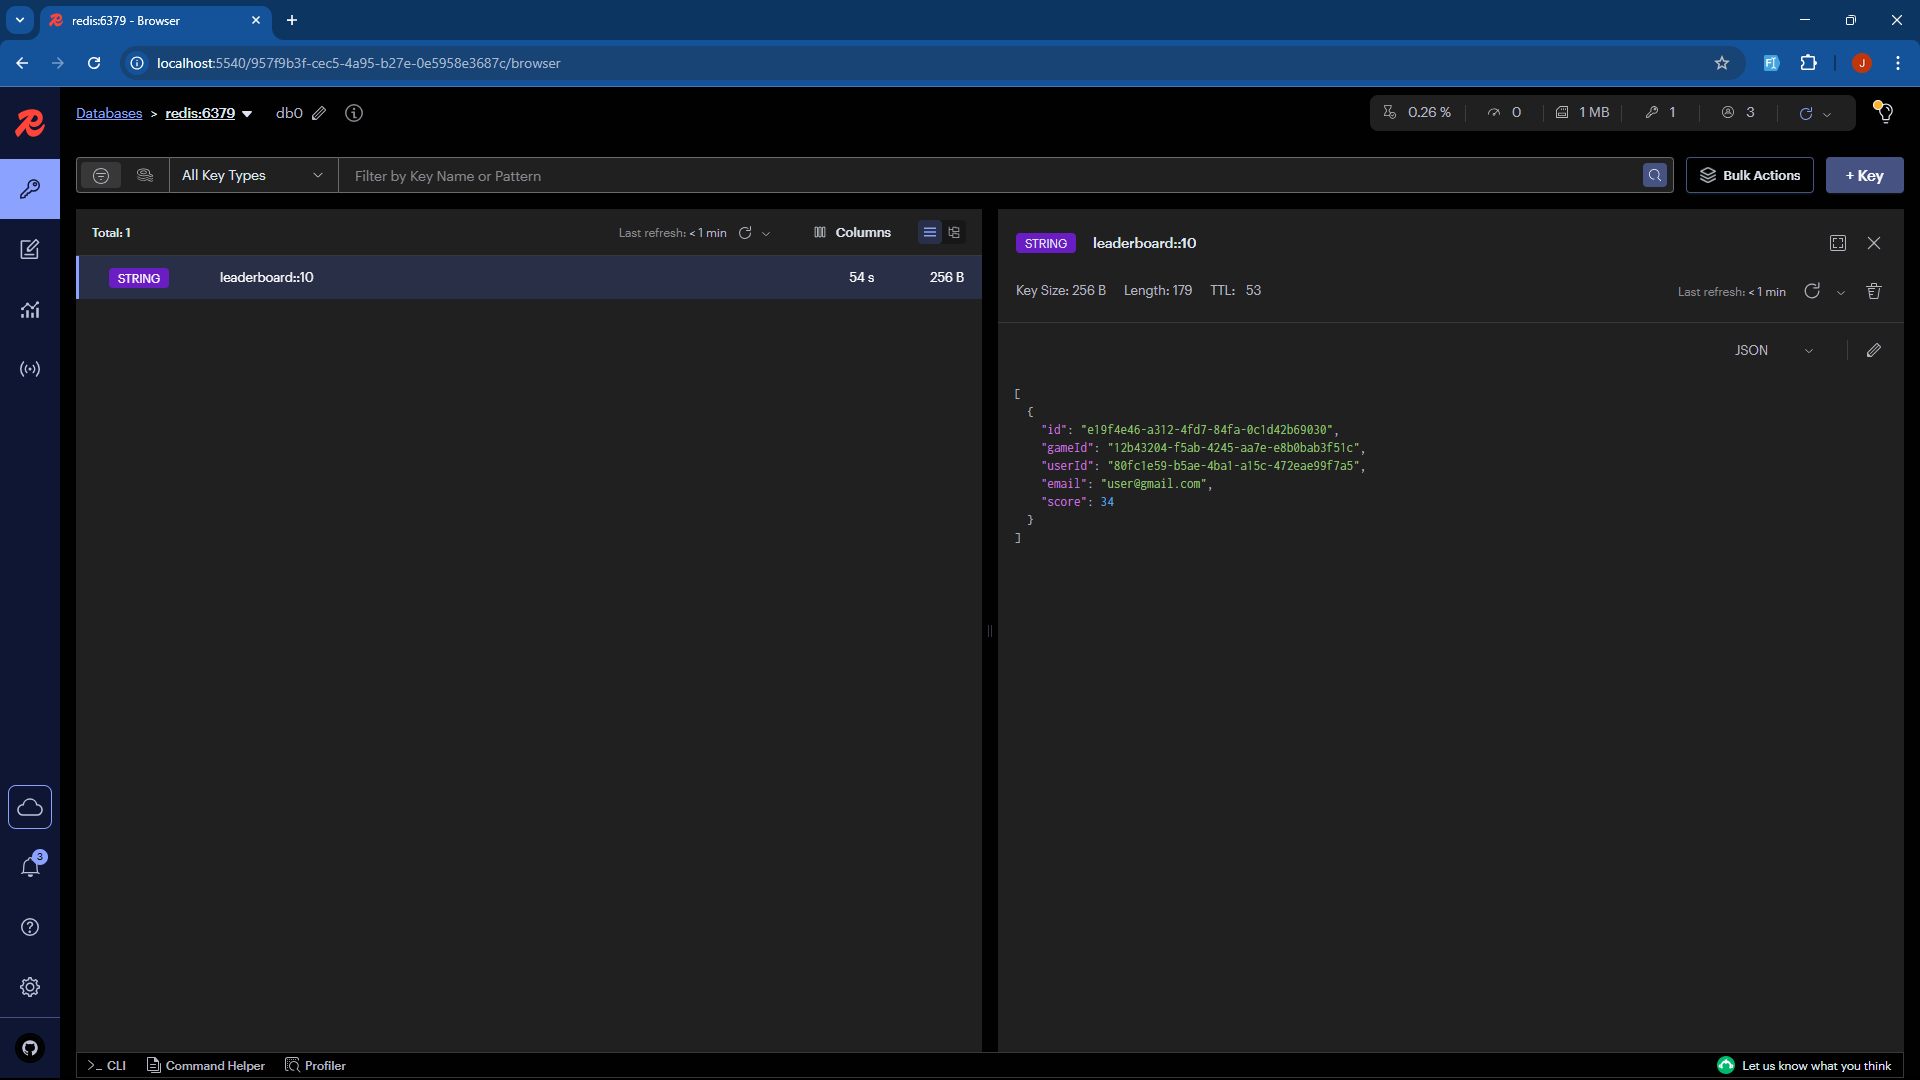 redis:6379 - Browser
localhost:5540/957f9b3f-cec5-4a95-b27e-0e5958e3687c/browser
J
Databases > redis:6379 db0
0.26 % 0 1 MB 1 3
All Key Types Filter by Key Name or Pattern Bulk Actions + Key
Total: 1 Last refresh: < 1 min Columns
STRING leaderboard::10 54 s 256 B
STRING leaderboard::10
Key Size: 256 B Length: 179 TTL: 53 Last refresh: < 1 min
JSON
[
{
"id": "e19f4e46-a312-4fd7-84fa-0c1d42b69030",
"gameId": "12b43204-f5ab-4245-aa7e-e8b0bab3f51c",
"userId": "80fc1e59-b5ae-4ba1-a15c-472eae99f7a5",
"email": "user@gmail.com",
"score": 34
}
]
3
>_ CLI Command Helper Profiler Let us know what you think